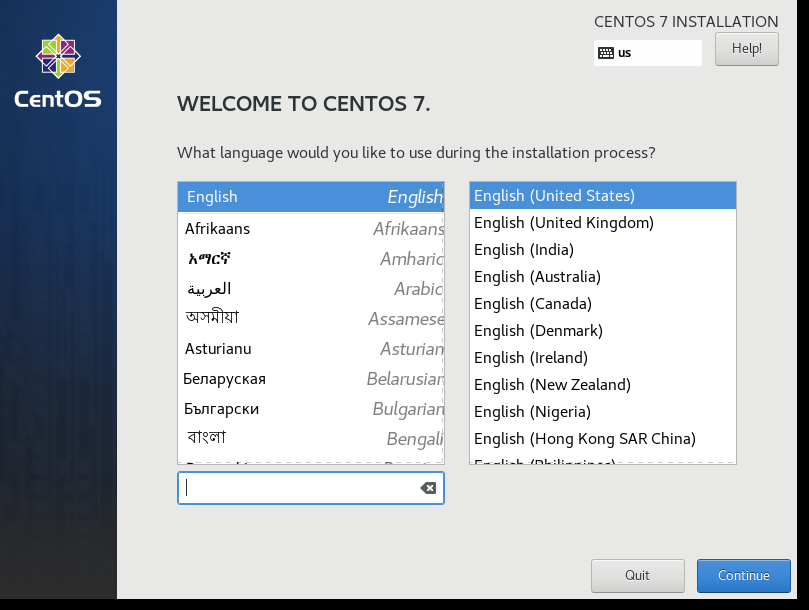 CentOS
CENTOS 7 INSTALLATION
us
Help!
WELCOME TO CENTOS 7.
What language would you like to use during the installation process?
English English
Afrikaans Afrikaans
አማርኛ Amharic
العربية Arabic
অসমীয়া Assamese
Asturianu Asturian
Беларуская Belarusian
Български Bulgarian
বাংলা Bengali
English (United States)
English (United Kingdom)
English (India)
English (Australia)
English (Canada)
English (Denmark)
English (Ireland)
English (New Zealand)
English (Nigeria)
English (Hong Kong SAR China)
English (Philippines)
Quit
Continue